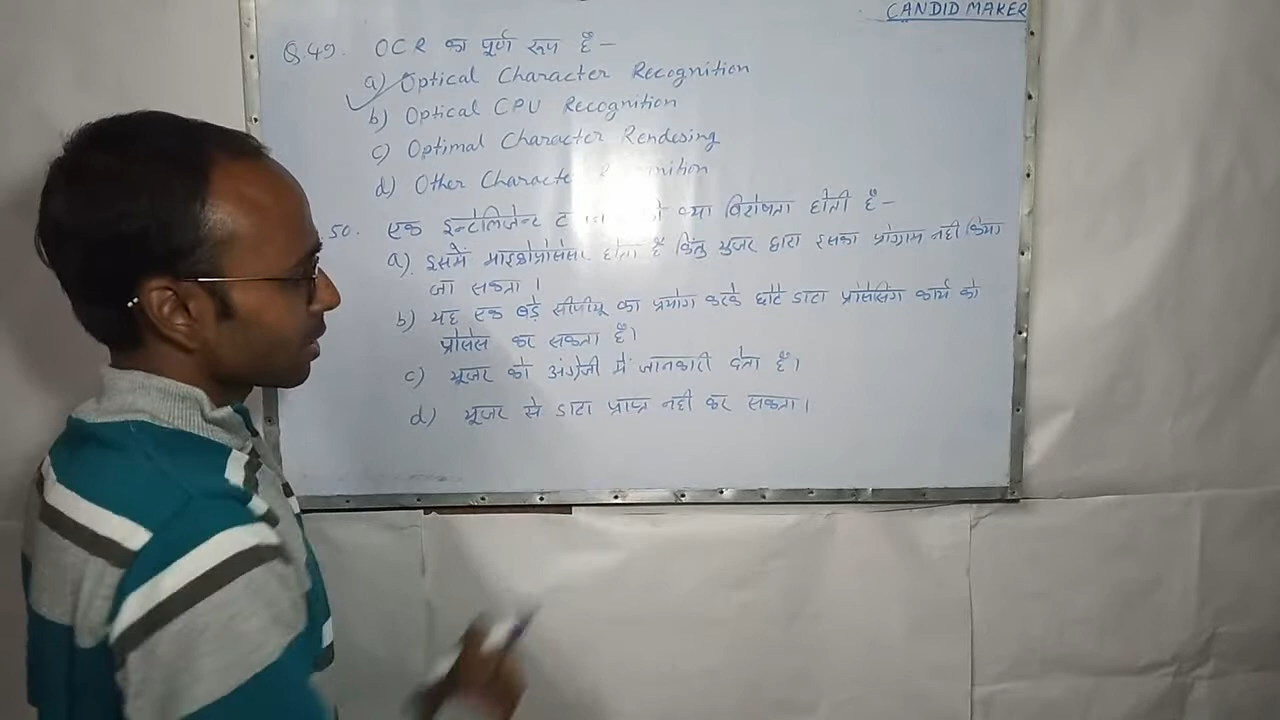 CANDID MAKER
Q.49. OCR का पूर्ण रूप है -
a) Optical Character Recognition
b) Optical CPU Recognition
c) Optimal Character Rendesing
d) Other Character
50. एक इन्टेलिजेन्ट क्या विशेषता होती है -
a) इसमें माइक्रोप्रोसेसर होता है किंतु यूजर द्वारा इसका प्रोग्राम नही किया
जा सकता।
b) यह एक बड़े सीपीयू का प्रयोग करके छोटे डाटा प्रोसेसिंग कार्य को
प्रोसेस कर सकता है।
c) यूजर को अंग्रेजी में जानकारी देता है।
d) यूजर से डाटा प्राप्त नही कर सकता।